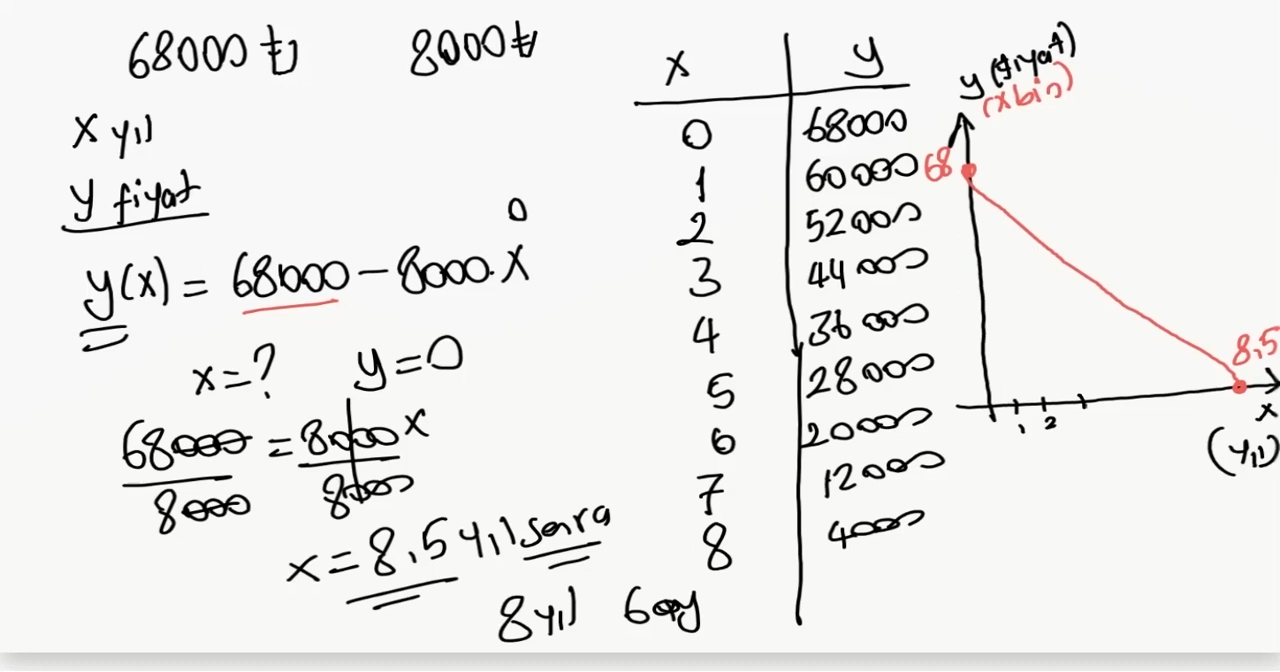 68000 ₺ 8000 ₺
x yıl
y fiyat
0
y(x) = 68000 - 8000.x
x=? y=0
68000 = 8000x
8000 8000
x = 8,5 yıl sonra
8 yıl 6 ay
x y
0 68000
1 60000
2 52000
3 44000
4 36000
5 28000
6 20000
7 12000
8 4000
y (fiyat)
(x bin)
68
8,5
1 2
x
(yıl)